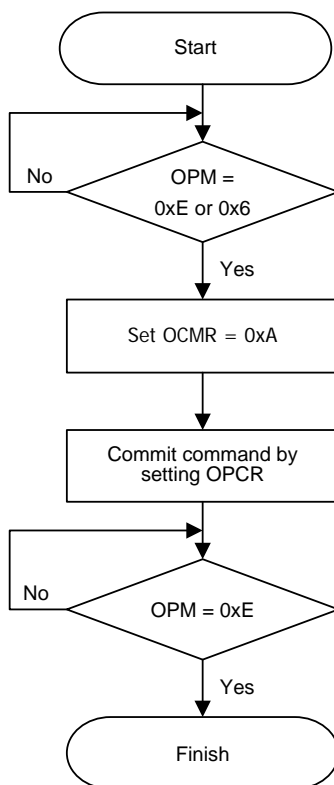 Start
OPM =
0xE or 0x6
No
Yes
Set OCMR = 0xA
Commit command by
setting OPCR
No
OPM = 0xE
Yes
Finish